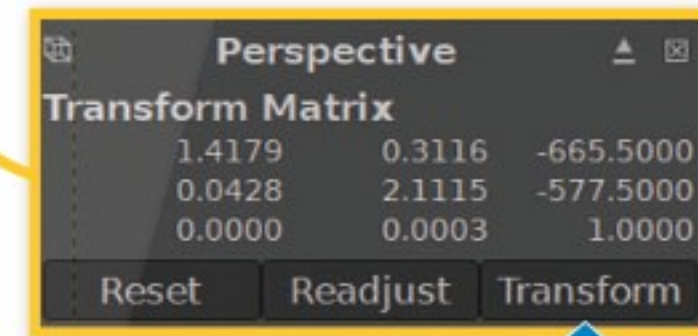 Perspective
Transform Matrix
1.4179 0.3116 -665.5000
0.0428 2.1115 -577.5000
0.0000 0.0003 1.0000
Reset Readjust Transform